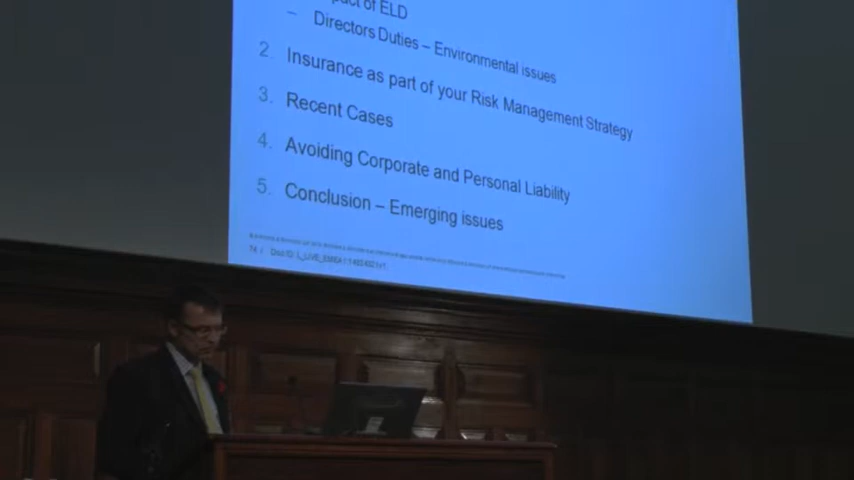 of ELD
– Directors Duties – Environmental issues
2. Insurance as part of your Risk Management Strategy
3. Recent Cases
4. Avoiding Corporate and Personal Liability
5. Conclusion – Emerging issues